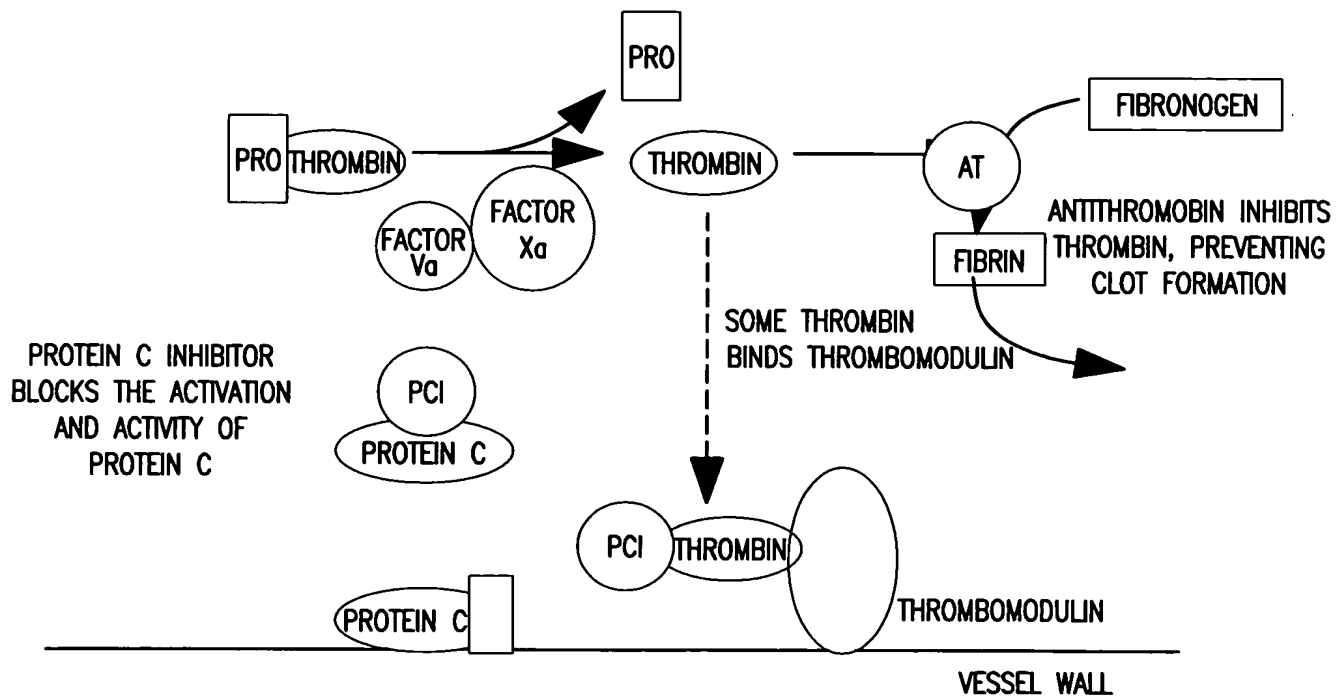 PRO
FIBRONOGEN
PRO THROMBIN
THROMBIN
AT
FACTOR
Xa
FACTOR
Va
ANTITHROMOBIN INHIBITS
THROMBIN, PREVENTING
CLOT FORMATION
FIBRIN
SOME THROMBIN
BINDS THROMBOMODULIN
PROTEIN C INHIBITOR
BLOCKS THE ACTIVATION
AND ACTIVITY OF
PROTEIN C
PCI
PROTEIN C
PCI THROMBIN
PROTEIN C
THROMBOMODULIN
VESSEL WALL